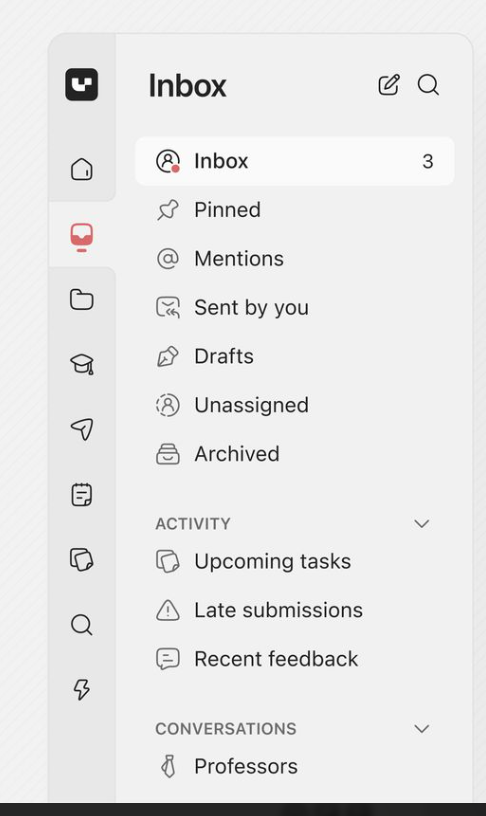 Inbox
Inbox 3
Pinned
Mentions
Sent by you
Drafts
Unassigned
Archived
ACTIVITY
Upcoming tasks
Late submissions
Recent feedback
CONVERSATIONS
Professors